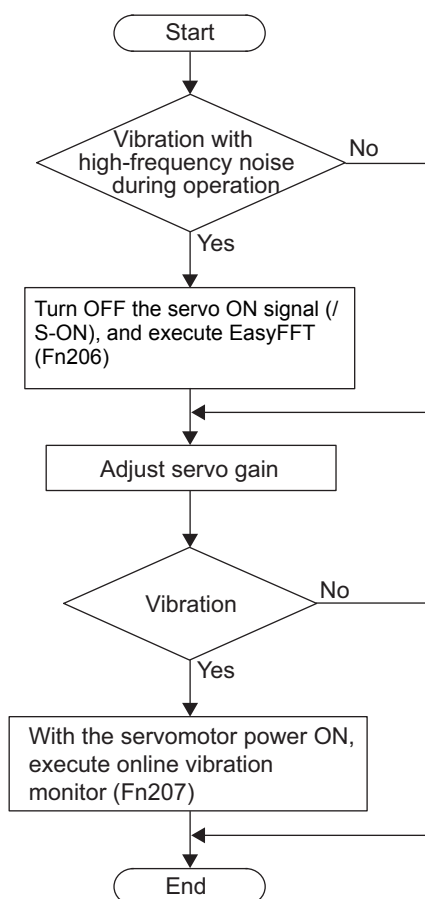 Start
Vibration with
high-frequency noise
during operation
No
Yes
Turn OFF the servo ON signal (/
S-ON), and execute EasyFFT
(Fn206)
Adjust servo gain
Vibration
No
Yes
With the servomotor power ON,
execute online vibration
monitor (Fn207)
End